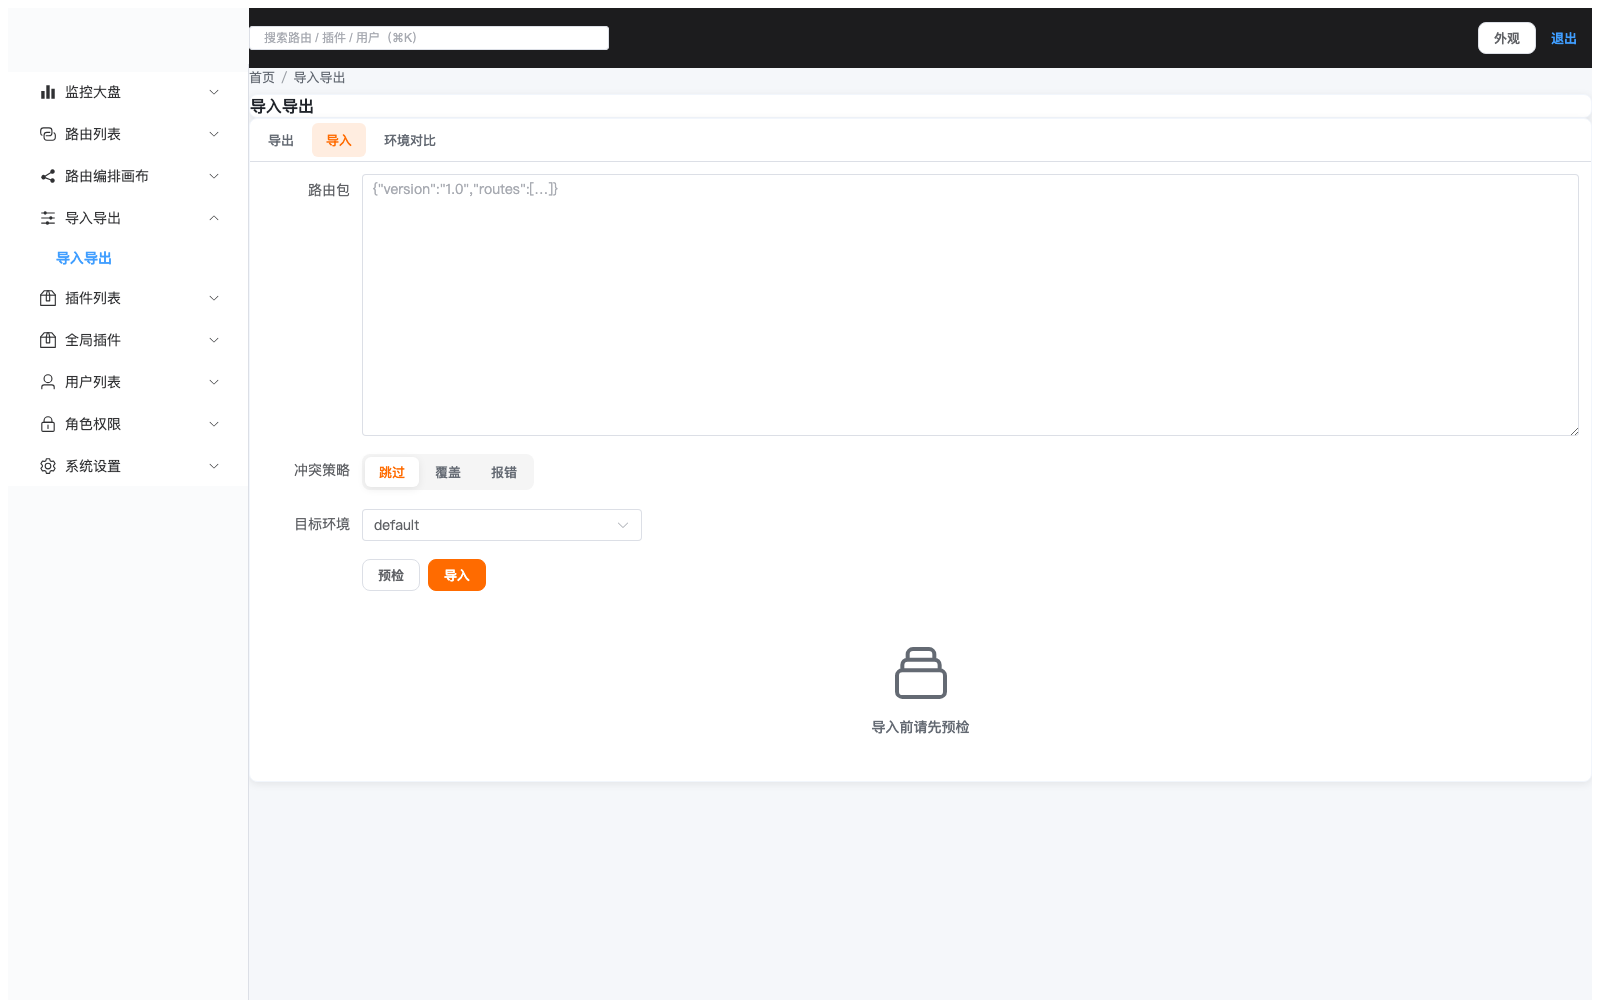 搜索路由 / 插件 / 用户（⌘K）
外观
退出
监控大盘
路由列表
路由编排画布
导入导出
导入导出
插件列表
全局插件
用户列表
角色权限
系统设置
首页 / 导入导出
导入导出
导出 导入 环境对比
路由包
{"version":"1.0","routes":[...]}
冲突策略
跳过 覆盖 报错
目标环境
default
预检 导入
导入前请先预检